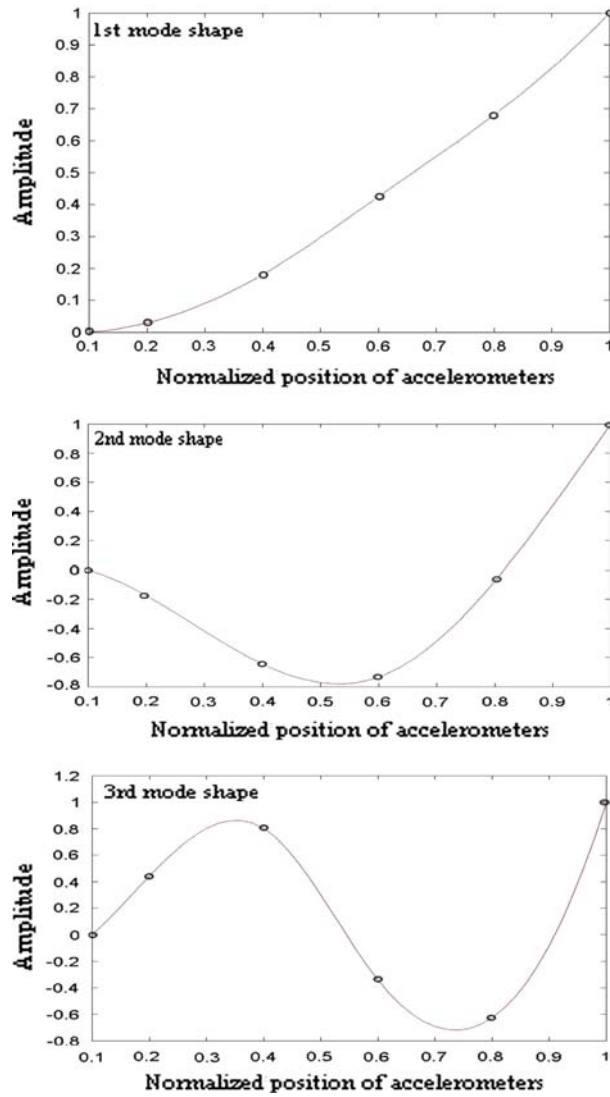 1
1st mode shape
0.9
0.8
0.7
0.6
0.5
0.4
0.3
0.2
0.1
0
Amplitude
0.1 0.2 0.3 0.4 0.5 0.6 0.7 0.8 0.9 1
Normalized position of accelerometers
1
2nd mode shape
0.8
0.6
0.4
0.2
0
-0.2
-0.4
-0.6
-0.8
Amplitude
0.1 0.2 0.3 0.4 0.5 0.6 0.7 0.8 0.9 1
Normalized position of accelerometers
1.2
3rd mode shape
1
0.8
0.6
0.4
0.2
0
-0.2
-0.4
-0.6
-0.8
Amplitude
0.1 0.2 0.3 0.4 0.5 0.6 0.7 0.8 0.9 1
Normalized position of accelerometers